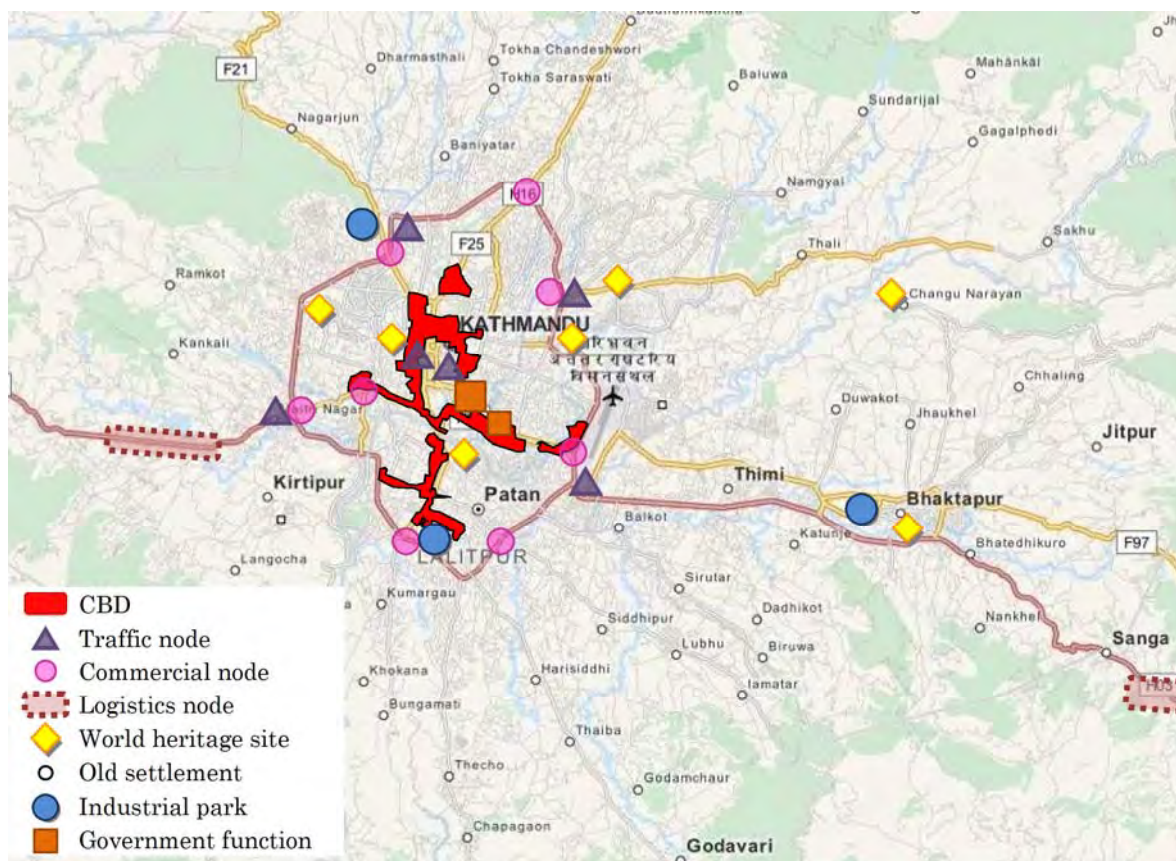 Tokha Chandeshwori
Dharmasthali
F21
Tokha Saraswati
Baluwa
Mahānkāl
Sundarijal
Nagarjun
Gagalphedi
Baniyatar
Namgyal
H16
F25
Thali
Sakhu
Ramkot
Changu Narayan
KATHMANDU
Kankali
Chhaling
Duwakot
Jhaukhel
Nagar
Jitpur
Thimi
Kirtipur
Patan
Bhaktapur
Balkot
Katunje
F97
Bhatedhikuro
LALITPUR
Langocha
Sirutar
Kumargau
Dadhikot
Siddhipur
Nankhel
Lubhu
Biruwa
Sanga
Khokana
Harisiddhi
Iamatar
H03
Bungamati
Thaiba
Thecho
Godamchaur
Chapagaon
Godavari
CBD
Traffic node
Commercial node
Logistics node
World heritage site
Old settlement
Industrial park
Government function